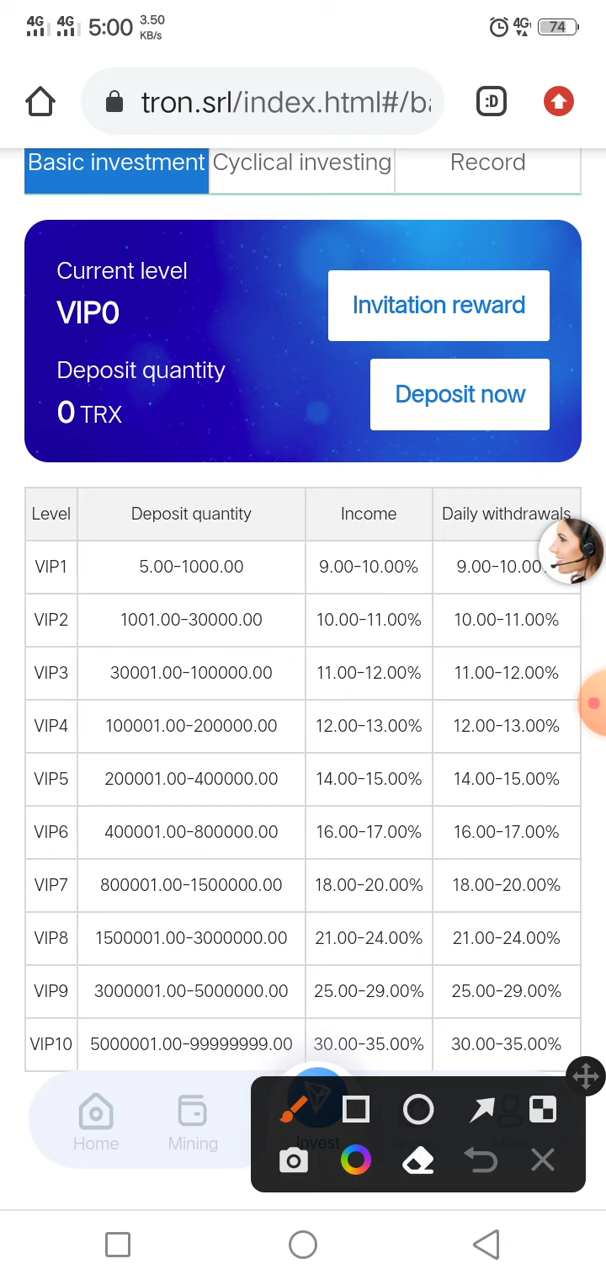 4G 4G 5:00 3.50 KB/s 4G 74
tron.srl/index.html#/b
:D
Basic investment Cyclical investing Record
Current level
VIP0
Invitation reward
Deposit quantity
0 TRX
Deposit now
Level Deposit quantity Income Daily withdrawals
VIP1 5.00-1000.00 9.00-10.00% 9.00-10.00
VIP2 1001.00-30000.00 10.00-11.00% 10.00-11.00%
VIP3 30001.00-100000.00 11.00-12.00% 11.00-12.00%
VIP4 100001.00-200000.00 12.00-13.00% 12.00-13.00%
VIP5 200001.00-400000.00 14.00-15.00% 14.00-15.00%
VIP6 400001.00-800000.00 16.00-17.00% 16.00-17.00%
VIP7 800001.00-1500000.00 18.00-20.00% 18.00-20.00%
VIP8 1500001.00-3000000.00 21.00-24.00% 21.00-24.00%
VIP9 3000001.00-5000000.00 25.00-29.00% 25.00-29.00%
VIP10 5000001.00-99999999.00 30.00-35.00% 30.00-35.00%
Home Mining Invest